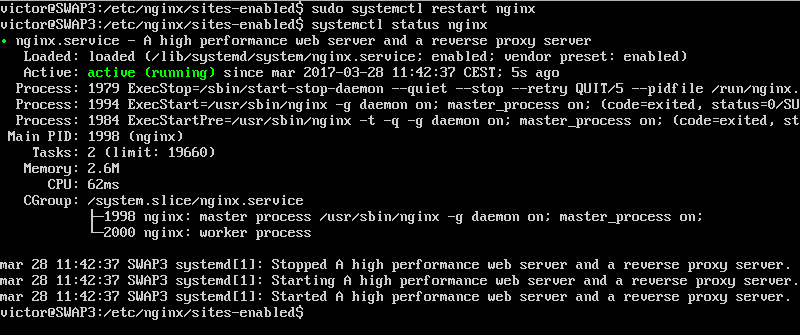 victor@SWAP3:/etc/nginx/sites-enabled$ sudo systemctl restart nginx
victor@SWAP3:/etc/nginx/sites-enabled$ systemctl status nginx
• nginx.service - A high performance web server and a reverse proxy server
Loaded: loaded (/lib/systemd/system/nginx.service; enabled; vendor preset: enabled)
Active: active (running) since mar 2017-03-28 11:42:37 CEST; 5s ago
Process: 1979 ExecStop=/sbin/start-stop-daemon --quiet --stop --retry QUIT/5 --pidfile /run/nginx.
Process: 1994 ExecStart=/usr/sbin/nginx -g daemon on; master_process on; (code=exited, status=0/SU
Process: 1984 ExecStartPre=/usr/sbin/nginx -t -q -g daemon on; master_process on; (code=exited, st
Main PID: 1998 (nginx)
Tasks: 2 (limit: 19660)
Memory: 2.6M
CPU: 62ms
CGroup: /system.slice/nginx.service
├─1998 nginx: master process /usr/sbin/nginx -g daemon on; master_process on;
└─2000 nginx: worker process
mar 28 11:42:37 SWAP3 systemd[1]: Stopped A high performance web server and a reverse proxy server.
mar 28 11:42:37 SWAP3 systemd[1]: Starting A high performance web server and a reverse proxy server.
mar 28 11:42:37 SWAP3 systemd[1]: Started A high performance web server and a reverse proxy server.
victor@SWAP3:/etc/nginx/sites-enabled$